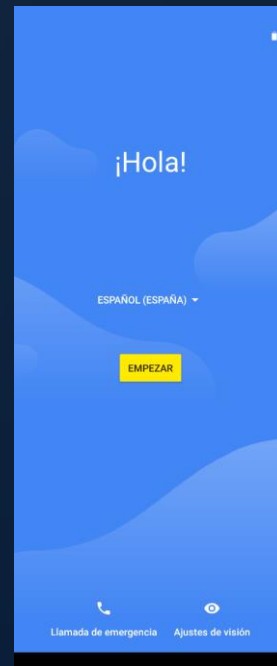 ¡Hola!
ESPAÑOL (ESPAÑA)
EMPEZAR
Llamada de emergencia
Ajustes de visión